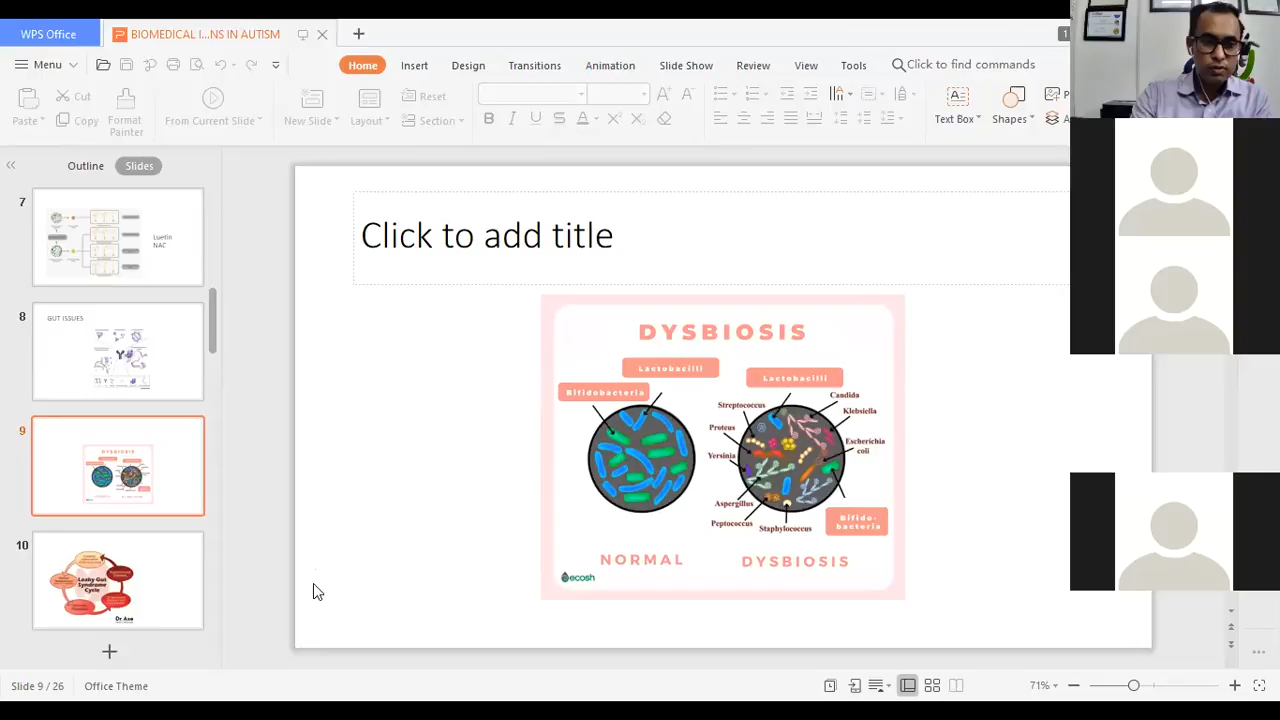 WPS Office
BIOMEDICAL I...NS IN AUTISM
1
Menu
Home
Insert
Design
Transitions
Animation
Slide Show
Review
View
Tools
Click to find commands
Paste
Cut
Format
Painter
From Current Slide
New Slide
Layout
Reset
Section
B I U S A X X
Text Box
Shapes
P
A
Outline
Slides
7
Luefin
NAC
8
GUT ISSUES
9
10
Leaky Gut
Syndrome
Cycle
Dr.Axe
Click to add title
DYSBIOSIS
Lactobacilli
Bifidobacteria
Lactobacilli
Streptococcus
Candida
Klebsiella
Proteus
Escherichia
coli
Yersinia
Aspergillus
Peptococcus
Staphylococcus
Bifido-
bacteria
NORMAL
DYSBIOSIS
ecosh
Slide 9 / 26
Office Theme
71%